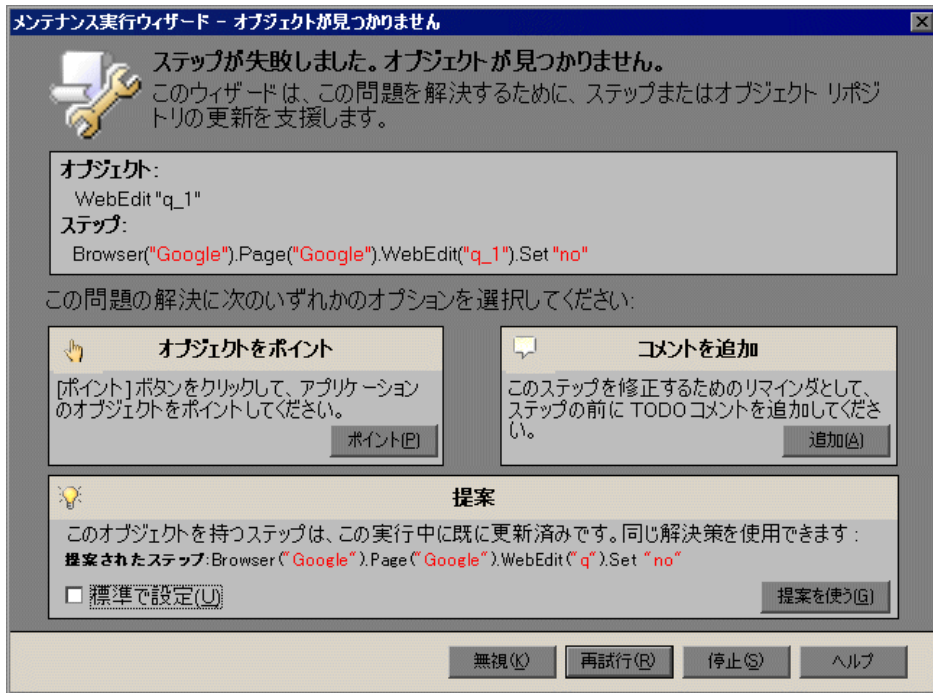 メンテナンス実行ウィザード - オブジェクトが見つかりません
ステップが失敗しました。オブジェクトが見つかりません。
このウィザードは、この問題を解決するために、ステップまたはオブジェクト リポジ
トリの更新を支援します。
オブジェクト:
WebEdit "q_1"
ステップ:
Browser("Google").Page("Google").WebEdit("q_1").Set "no"
この問題の解決に次のいずれかのオプションを選択してください:
オブジェクトをポイント
[ポイント] ボタンをクリックして、アプリケーション
のオブジェクトをポイントしてください。
ポイント(P)
コメントを追加
このステップを修正するためのリマインダとして、
ステップの前に TODO コメントを追加してくださ
い。
追加(A)
提案
このオブジェクトを持つステップは、この実行中に既に更新済みです。同じ解決策を使用できます :
提案されたステップ:Browser("Google").Page("Google").WebEdit("q").Set "no"
標準で設定(U)
提案を使う(G)
無視(K)
再試行(R)
停止(S)
ヘルプ